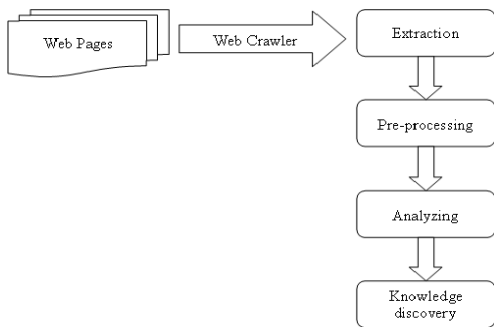 Web Pages
Web Crawler
Extraction
Pre-processing
Analyzing
Knowledge
discovery